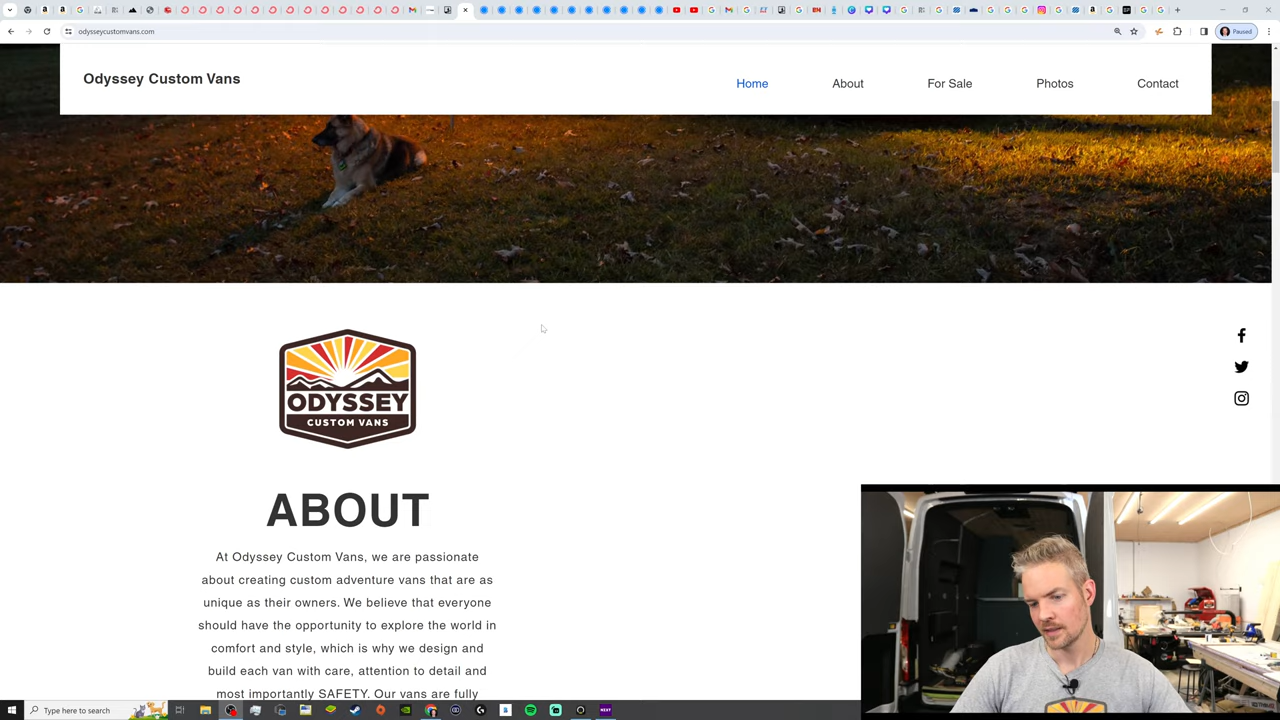 odysseycustomvans.com
Paused
Odyssey Custom Vans
Home
About
For Sale
Photos
Contact
ODYSSEY
CUSTOM VANS
ABOUT
At Odyssey Custom Vans, we are passionate
about creating custom adventure vans that are as
unique as their owners. We believe that everyone
should have the opportunity to explore the world in
comfort and style, which is why we design and
build each van with care, attention to detail and
most importantly SAFETY. Our vans are fully
Type here to search
NEXT